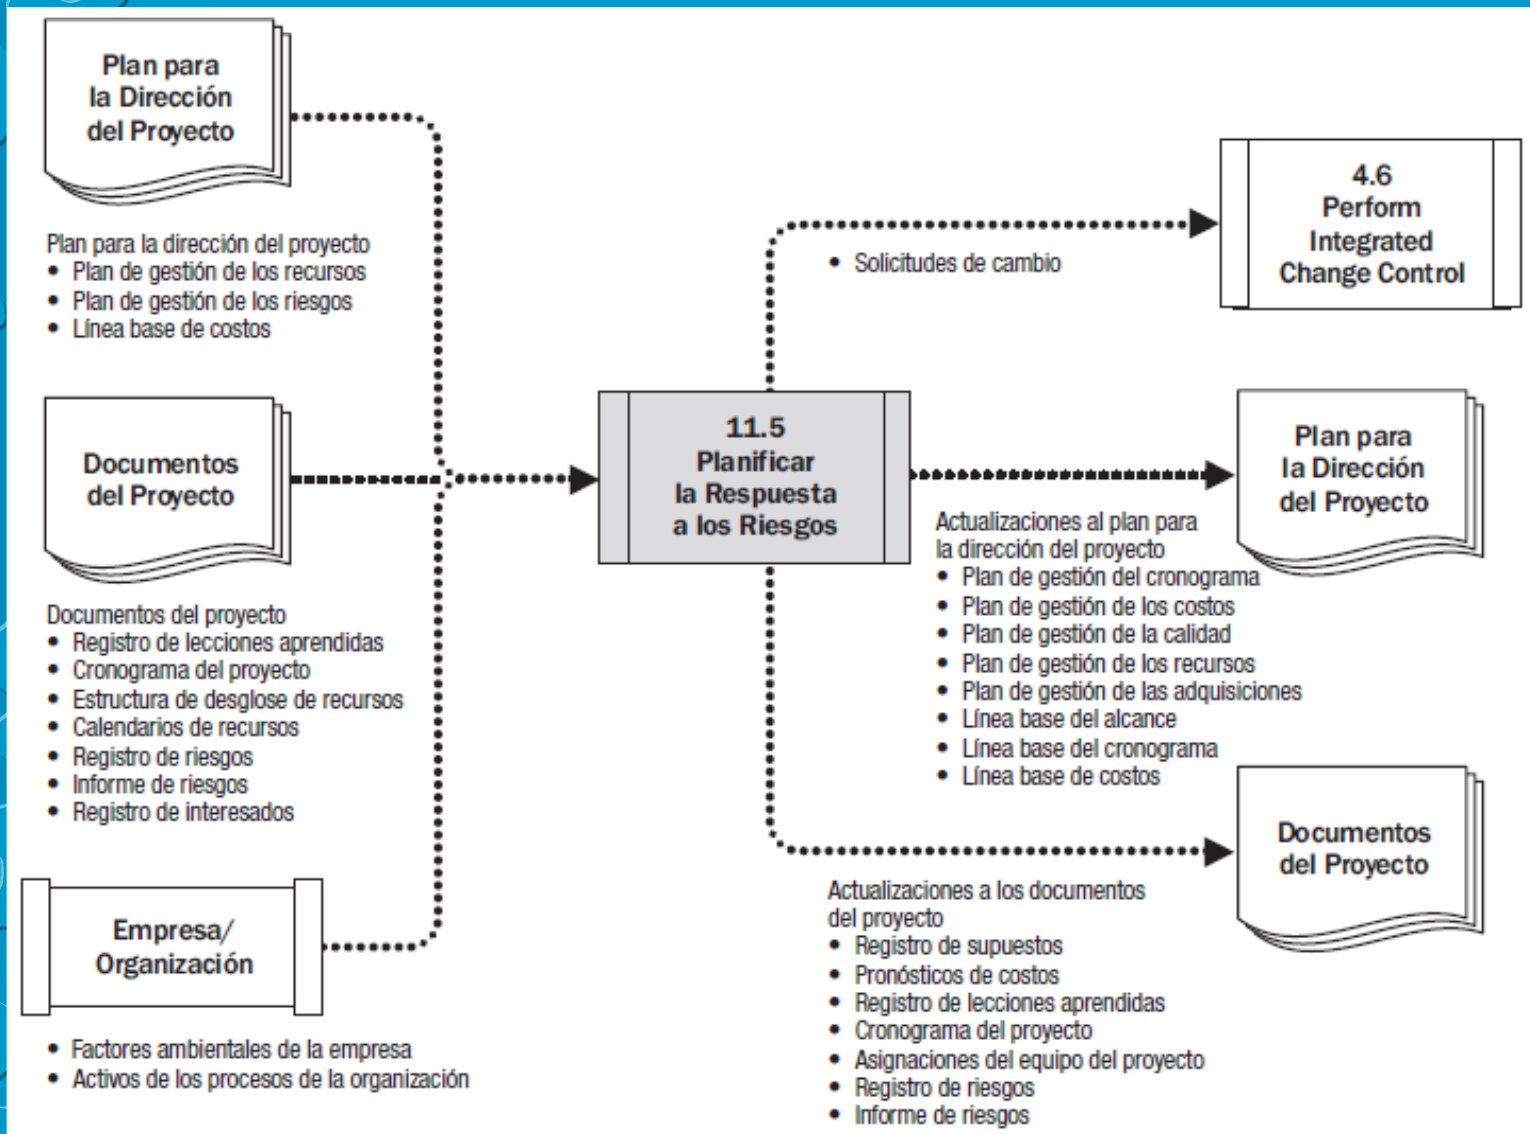 Plan para
la Dirección
del Proyecto
Plan para la dirección del proyecto
• Plan de gestión de los recursos
• Plan de gestión de los riesgos
• Línea base de costos
Documentos
del Proyecto
Documentos del proyecto
• Registro de lecciones aprendidas
• Cronograma del proyecto
• Estructura de desglose de recursos
• Calendarios de recursos
• Registro de riesgos
• Informe de riesgos
• Registro de interesados
Empresa/
Organización
• Factores ambientales de la empresa
• Activos de los procesos de la organización
11.5
Planificar
la Respuesta
a los Riesgos
• Solicitudes de cambio
4.6
Perform
Integrated
Change Control
Plan para
la Dirección
del Proyecto
Actualizaciones al plan para
la dirección del proyecto
• Plan de gestión del cronograma
• Plan de gestión de los costos
• Plan de gestión de la calidad
• Plan de gestión de los recursos
• Plan de gestión de las adquisiciones
• Línea base del alcance
• Línea base del cronograma
• Línea base de costos
Documentos
del Proyecto
Actualizaciones a los documentos
del proyecto
• Registro de supuestos
• Pronósticos de costos
• Registro de lecciones aprendidas
• Cronograma del proyecto
• Asignaciones del equipo del proyecto
• Registro de riesgos
• Informe de riesgos